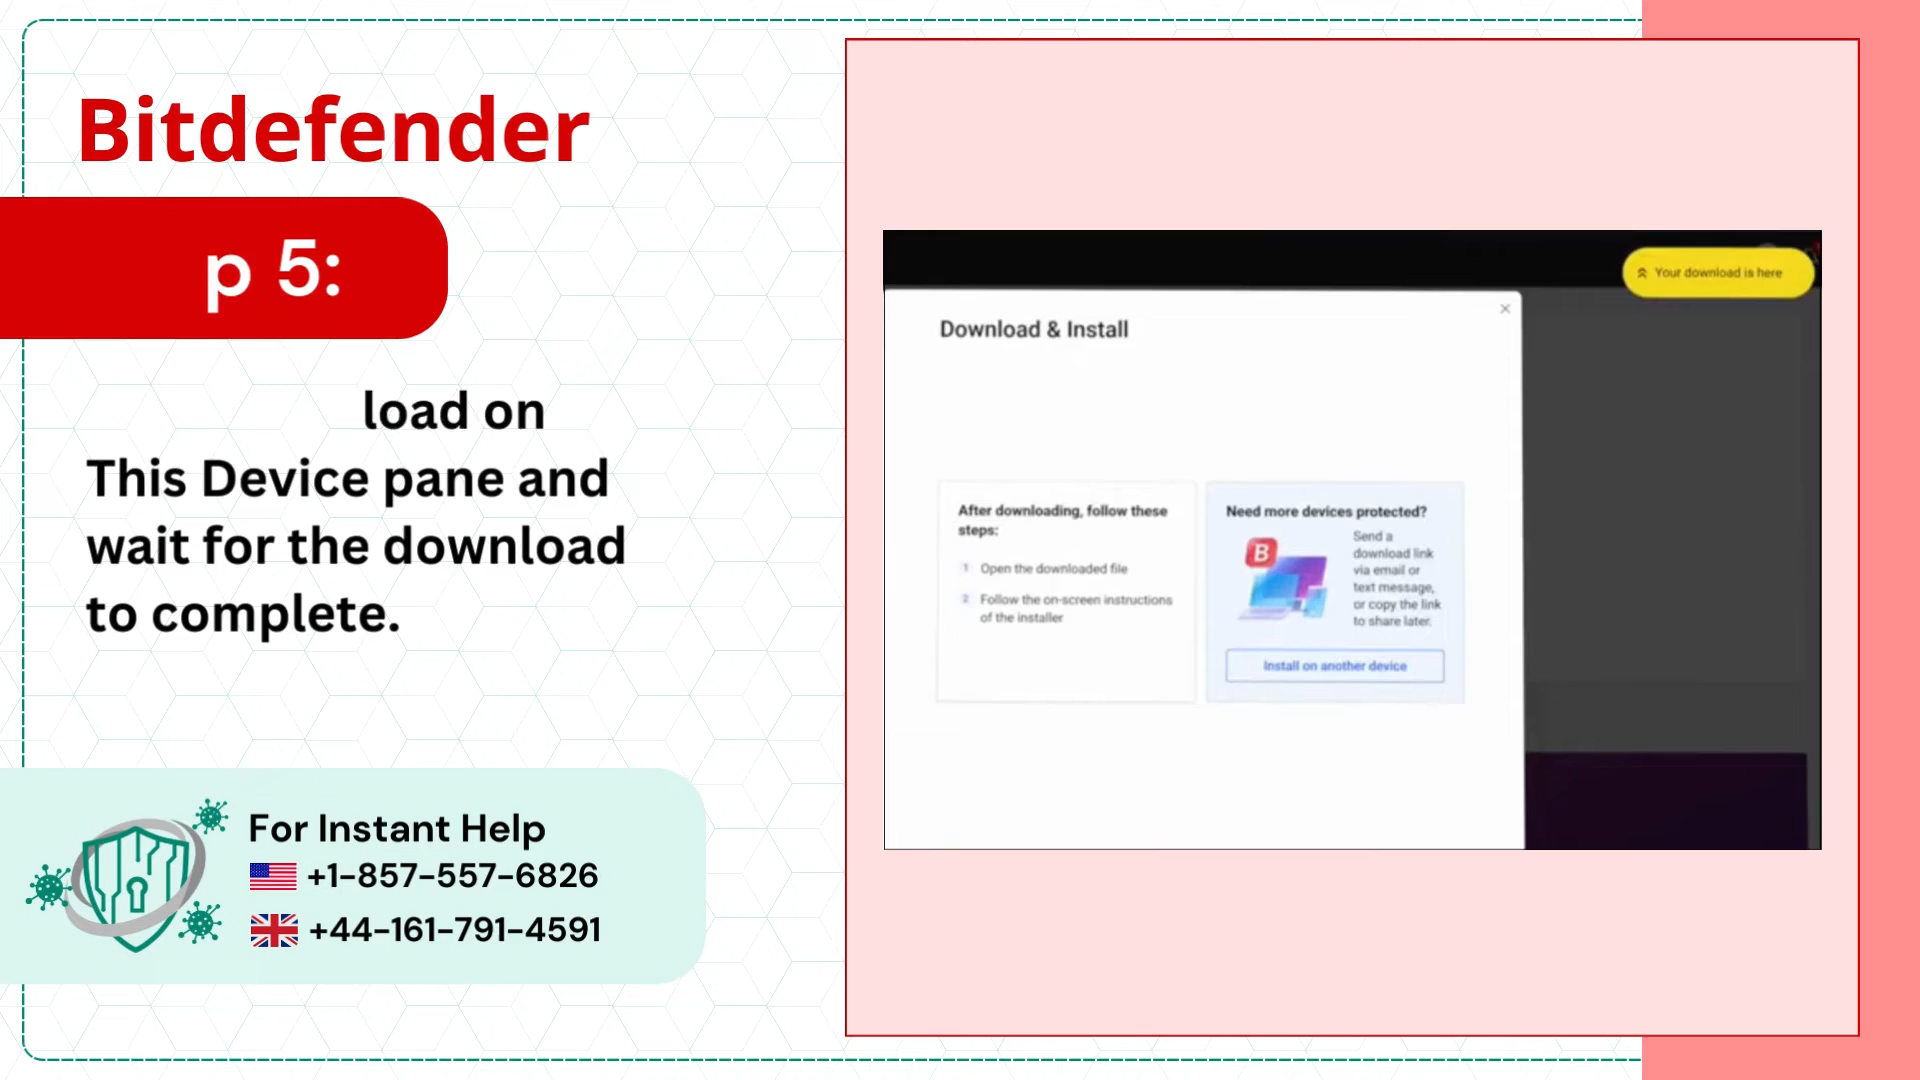 Bitdefender
p 5:
load on
This Device pane and
wait for the download
to complete.
For Instant Help
+1-857-557-6826
+44-161-791-4591
Your download is here
Download & Install
After downloading, follow these
steps:
1 Open the downloaded file
2 Follow the on-screen instructions
of the installer
Need more devices protected?
B
Send a
download link
via email or
text message,
or copy the link
to share later.
Install on another device